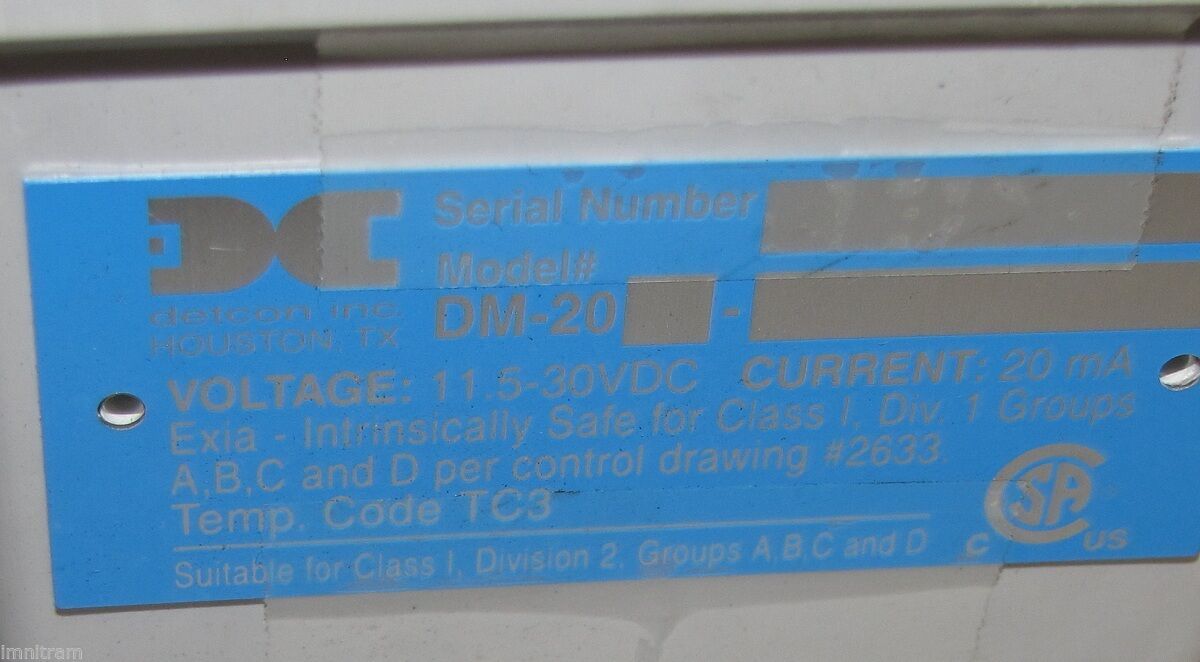 DC
detcon inc.
HOUSTON, TX
Serial Number
Model#
DM-20 -
VOLTAGE: 11.5-30VDC CURRENT: 20 mA
Exia - Intrinsically Safe for Class I, Div. 1 Groups
A,B,C and D per control drawing #2633.
Temp. Code TC3
Suitable for Class I, Division 2, Groups A,B,C and D
C SA US
imnitram